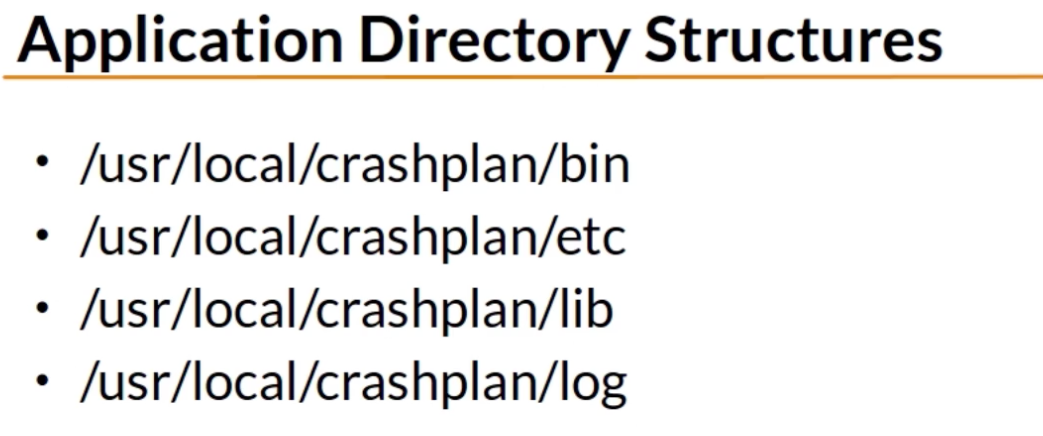 Application Directory Structures
• /usr/local/crashplan/bin
• /usr/local/crashplan/etc
• /usr/local/crashplan/lib
• /usr/local/crashplan/log